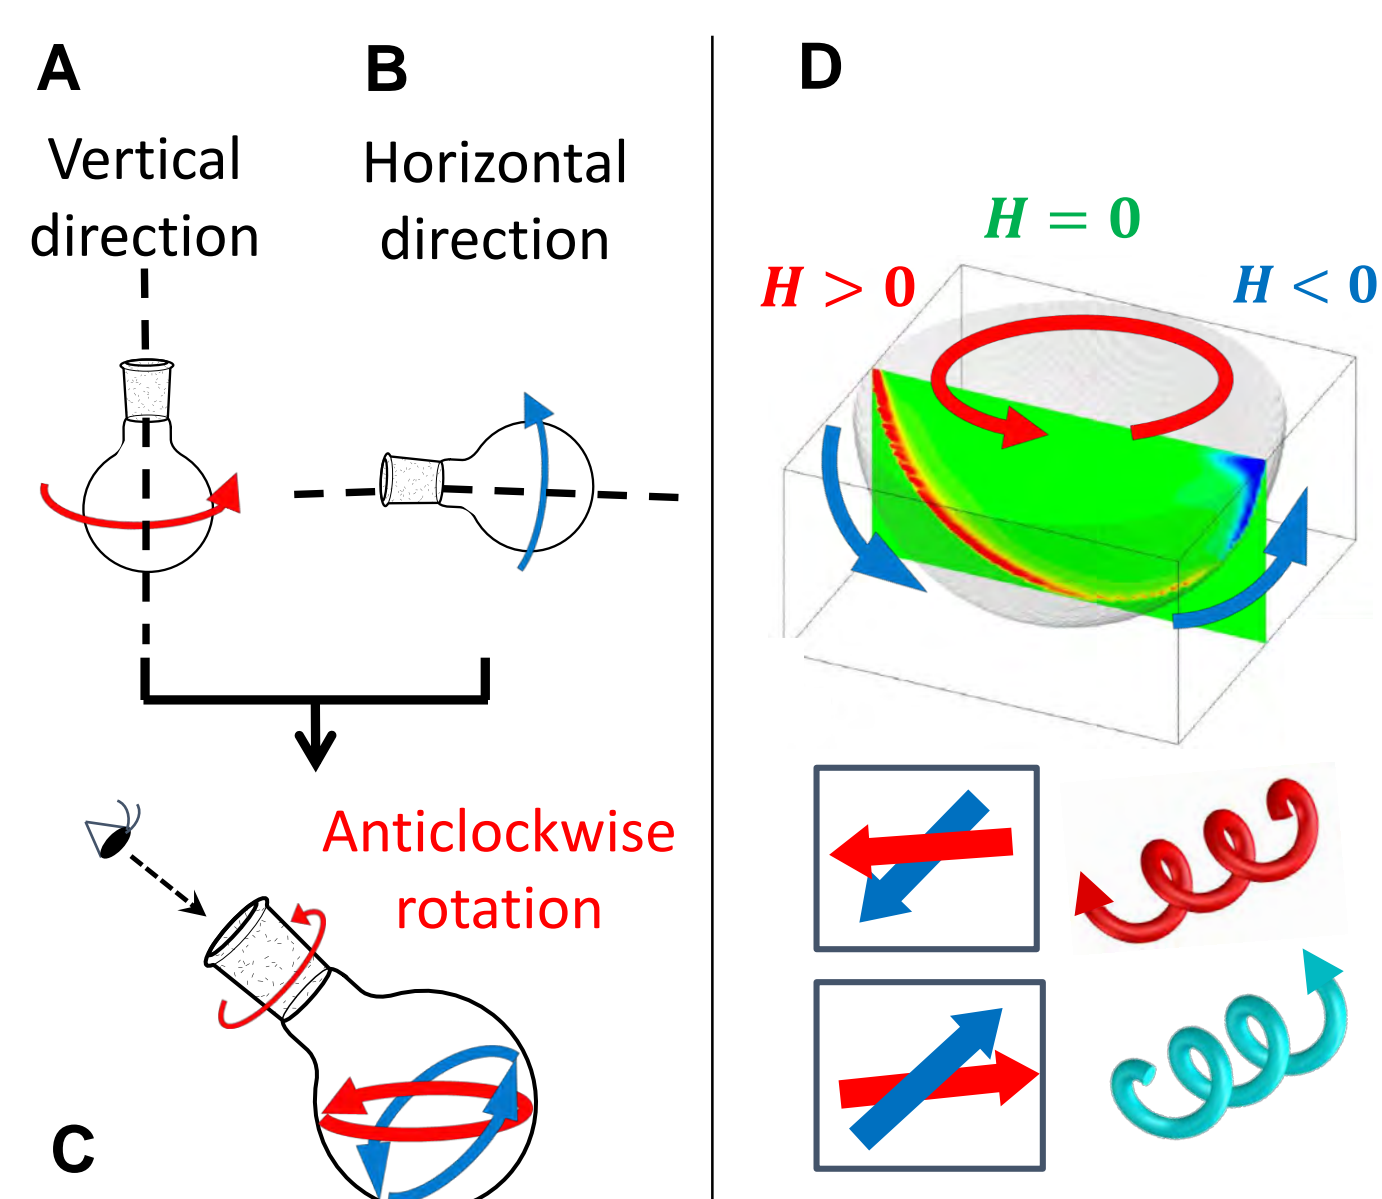 A
B
D
Vertical
direction
Horizontal
direction
H = 0
H > 0
H < 0
Anticlockwise
rotation
C